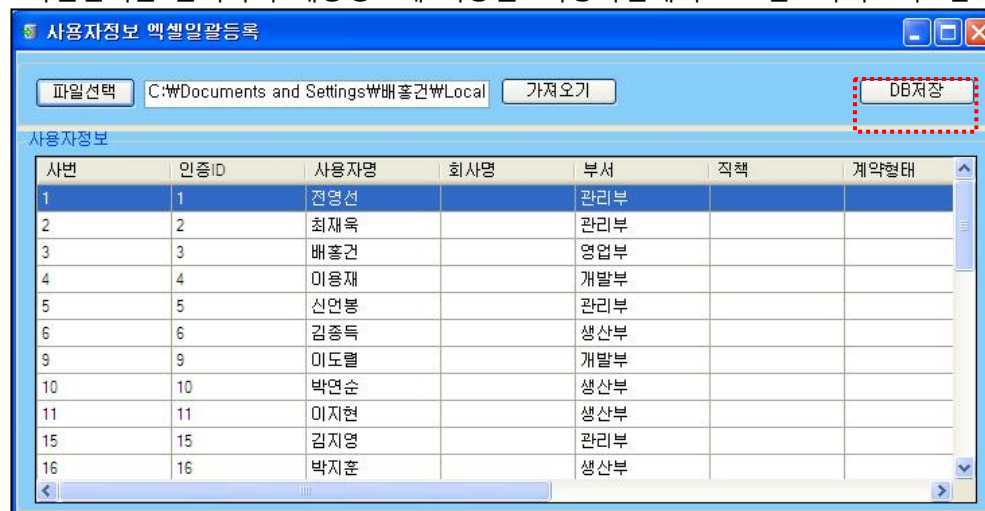 사용자정보 엑셀일괄등록
파일선택 C:₩Documents and Settings₩배홍건₩Local 가져오기 DB저장
사용자정보
사번 인증ID 사용자명 회사명 부서 직책 계약형태
1 1 전영선 관리부
2 2 최재욱 관리부
3 3 배홍건 영업부
4 4 이용재 개발부
5 5 신언봉 관리부
6 6 김종득 생산부
9 9 이도렬 개발부
10 10 박연순 생산부
11 11 이지현 생산부
15 15 김지영 관리부
16 16 박지훈 생산부